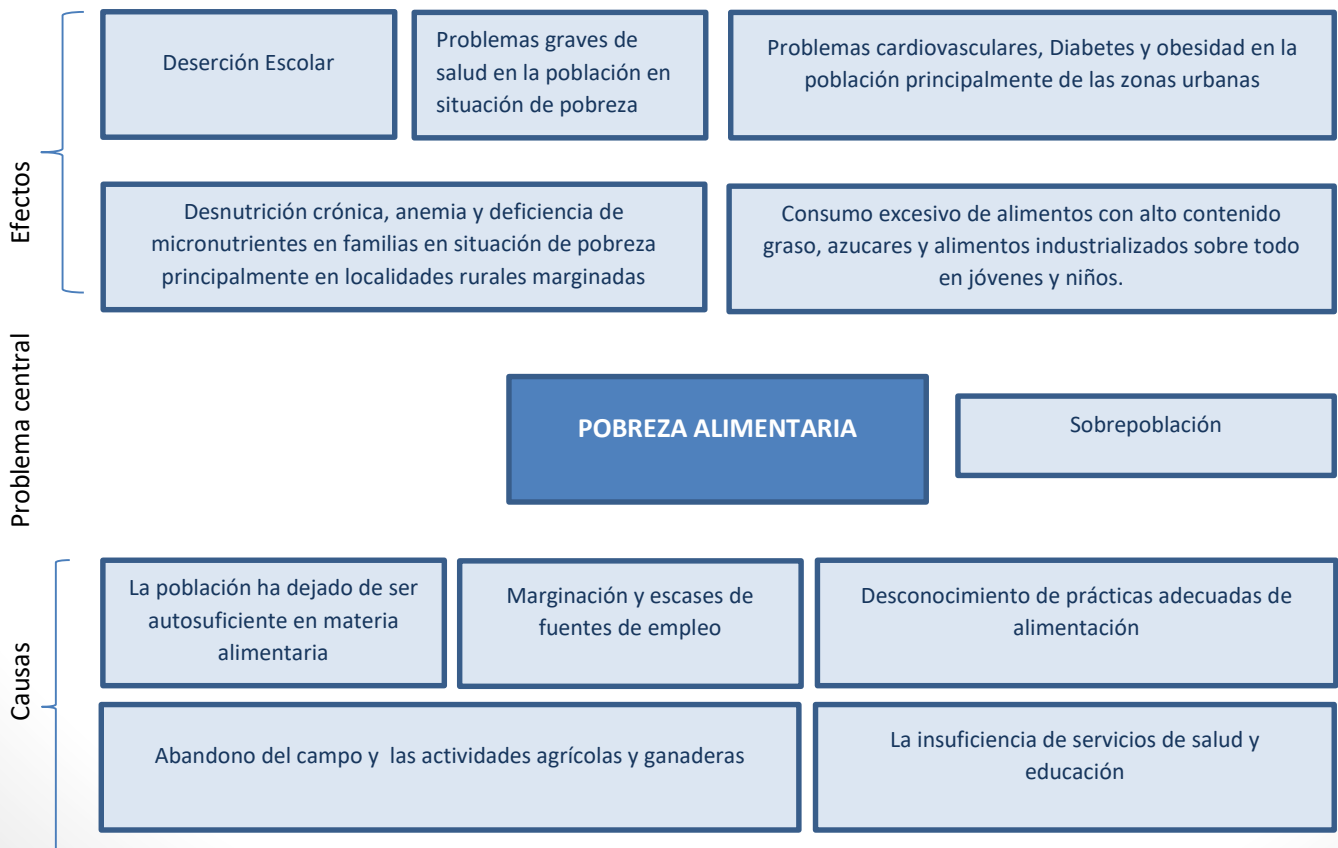 Efectos
Deserción Escolar
Problemas graves de
salud en la población en
situación de pobreza
Problemas cardiovasculares, Diabetes y obesidad en la
población principalmente de las zonas urbanas
Desnutrición crónica, anemia y deficiencia de
micronutrientes en familias en situación de pobreza
principalmente en localidades rurales marginadas
Consumo excesivo de alimentos con alto contenido
graso, azucares y alimentos industrializados sobre todo
en jóvenes y niños.
Problema central
POBREZA ALIMENTARIA
Sobrepoblación
Causas
La población ha dejado de ser
autosuficiente en materia
alimentaria
Marginación y escases de
fuentes de empleo
Desconocimiento de prácticas adecuadas de
alimentación
Abandono del campo y  las actividades agrícolas y ganaderas
La insuficiencia de servicios de salud y
educación